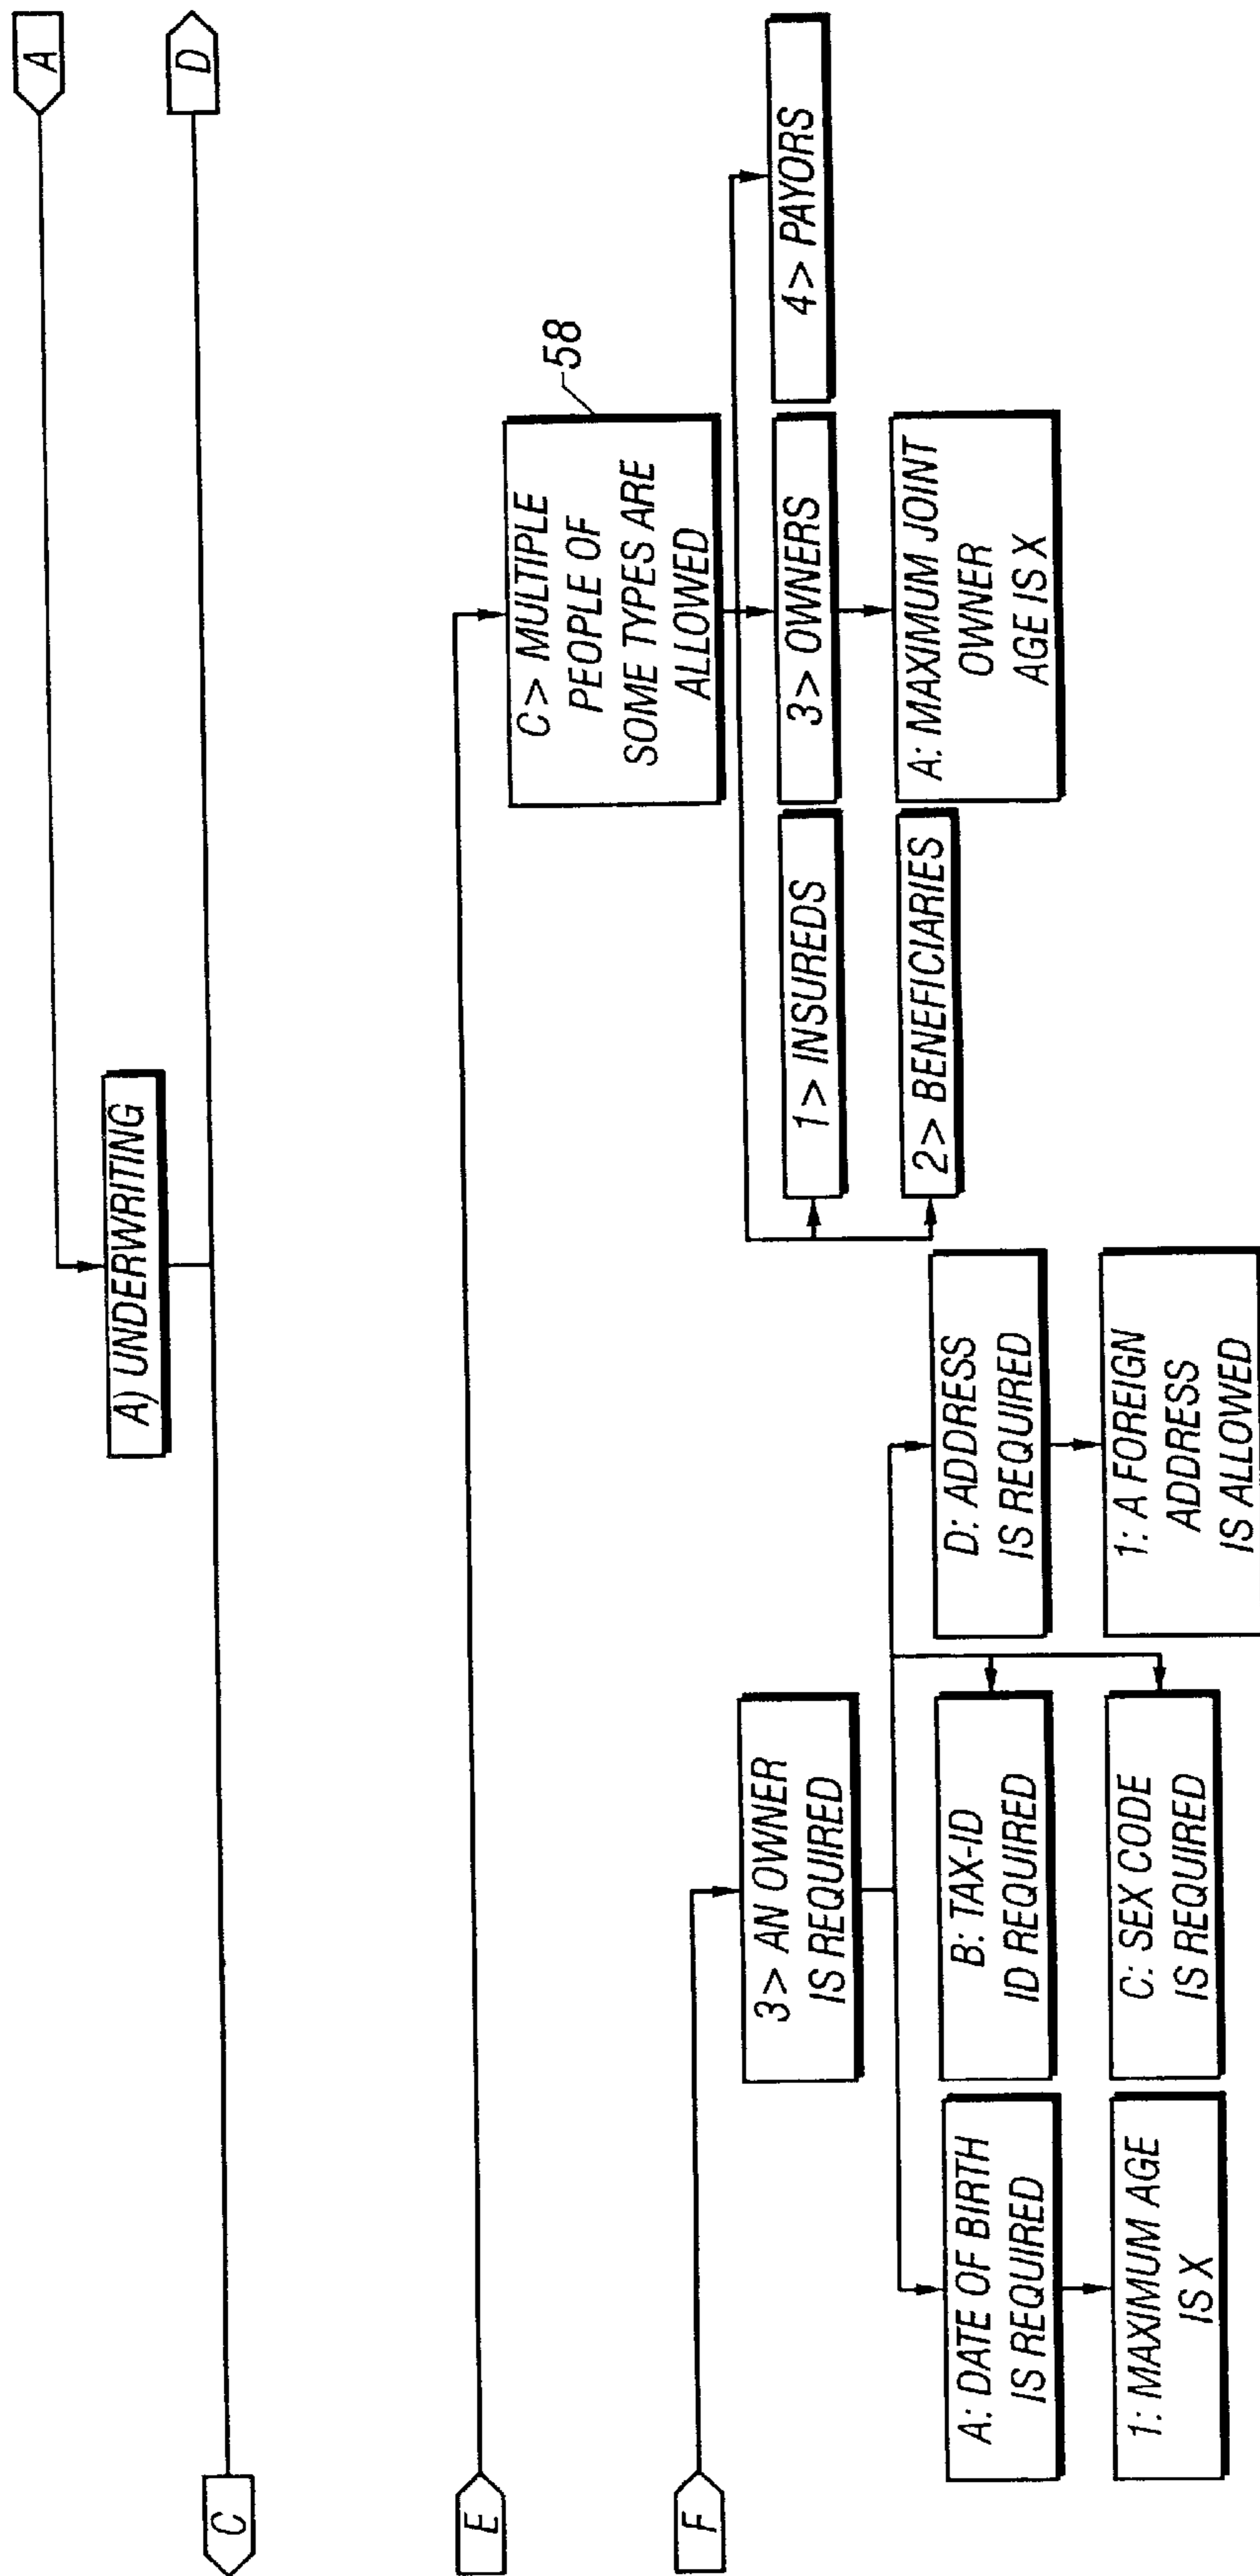 A
A) UNDERWRITING
C
D
E
C> MULTIPLE
PEOPLE OF
SOME TYPES ARE
ALLOWED
58
1> INSUREDS
3> OWNERS
4> PAYORS
2> BENEFICIARIES
A: MAXIMUM JOINT
OWNER
AGE IS X
F
3> AN OWNER
IS REQUIRED
A: DATE OF BIRTH
IS REQUIRED
B: TAX-ID
ID REQUIRED
D: ADDRESS
IS REQUIRED
1: MAXIMUM AGE
IS X
C: SEX CODE
IS REQUIRED
1: A FOREIGN
ADDRESS
IS ALLOWED